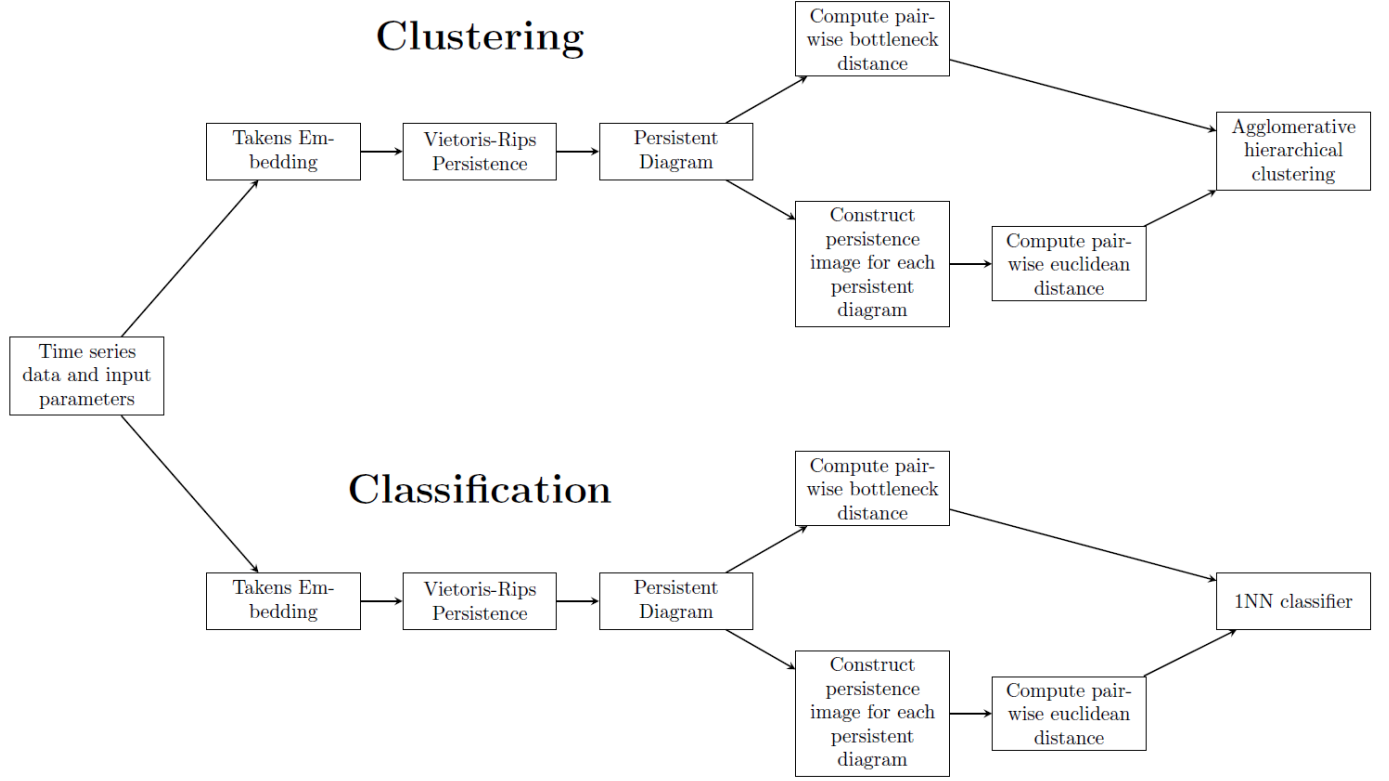 Clustering
Compute pair-
wise bottleneck
distance
Takens Em-
bedding
Vietoris-Rips
Persistence
Persistent
Diagram
Agglomerative
hierarchical
clustering
Construct
persistence
image for each
persistent
diagram
Compute pair-
wise euclidean
distance
Time series
data and input
parameters
Classification
Compute pair-
wise bottleneck
distance
Takens Em-
bedding
Vietoris-Rips
Persistence
Persistent
Diagram
1NN classifier
Construct
persistence
image for each
persistent
diagram
Compute pair-
wise euclidean
distance